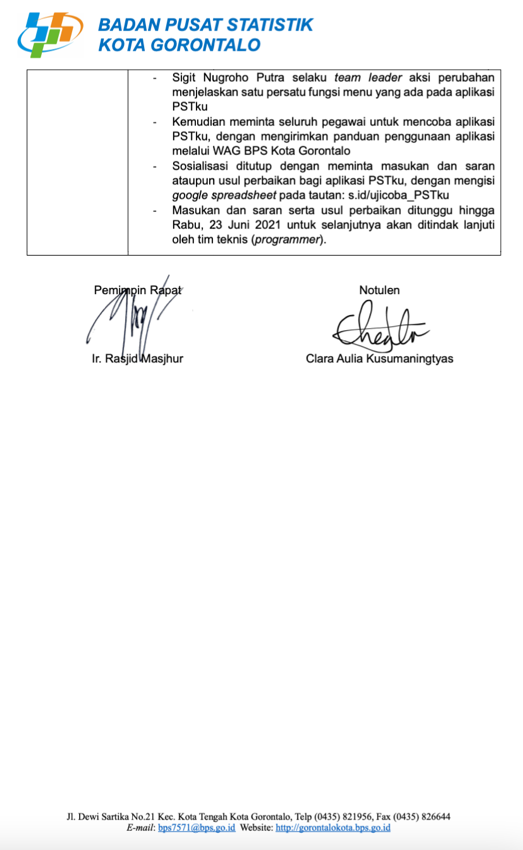 BADAN PUSAT STATISTIK
KOTA GORONTALO
- Sigit Nugroho Putra selaku team leader aksi perubahan
menjelaskan satu persatu fungsi menu yang ada pada aplikasi
PSTku
- Kemudian meminta seluruh pegawai untuk mencoba aplikasi
PSTku, dengan mengirimkan panduan penggunaan aplikasi
melalui WAG BPS Kota Gorontalo
- Sosialisasi ditutup dengan meminta masukan dan saran
ataupun usul perbaikan bagi aplikasi PSTku, dengan mengisi
google spreadsheet pada tautan: s.id/ujicoba_PSTku
- Masukan dan saran serta usul perbaikan ditunggu hingga
Rabu, 23 Juni 2021 untuk selanjutnya akan ditindak lanjuti
oleh tim teknis (programmer).
Pemimpin Rapat
Notulen
Ir. Rasjid Masjhur
Clara Aulia Kusumaningtyas
Jl. Dewi Sartika No.21 Kec. Kota Tengah Kota Gorontalo, Telp (0435) 821956, Fax (0435) 826644
E-mail: bps7571@bps.go.id Website: http://gorontalokota.bps.go.id